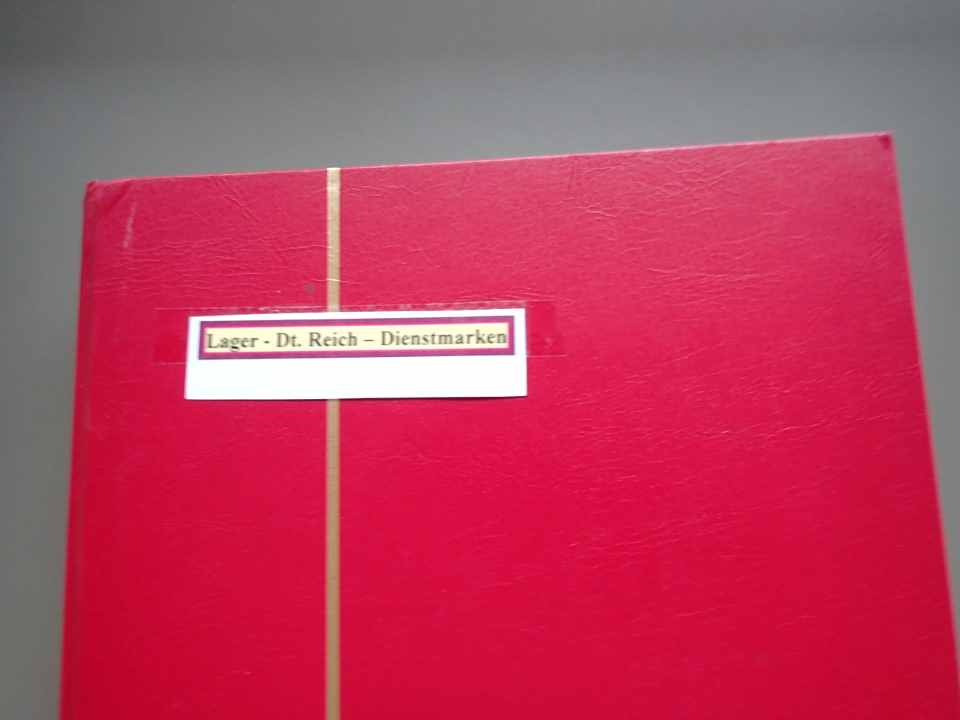 Lager - Dt. Reich – Dienstmarken